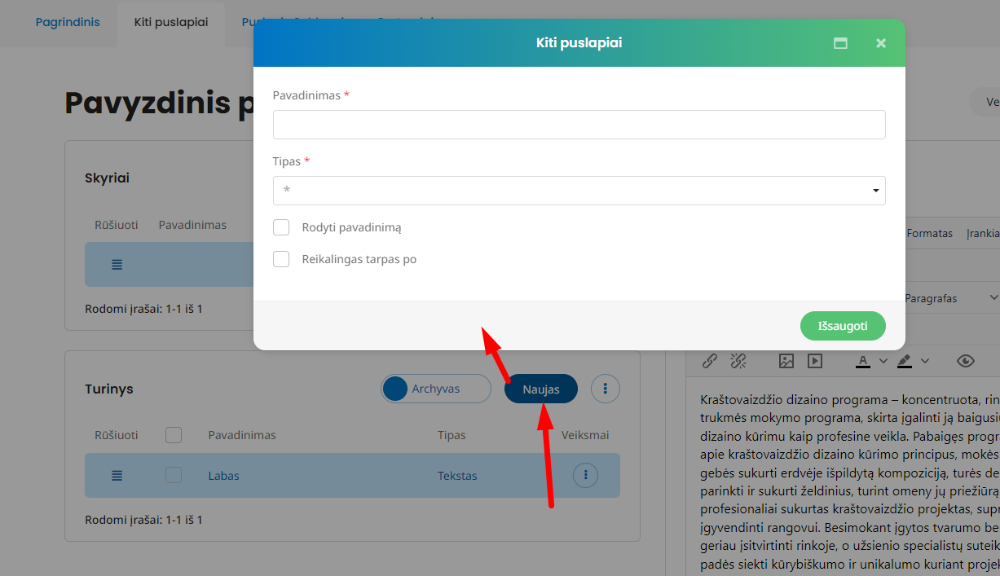 Pagrindinis Kiti puslapiai
Kiti puslapiai
Pavyzdinis p
Ve
Pavadinimas *
Tipas *
*
Rodyti pavadinimą
Reikalingas tarpas po
Išsaugoti
Skyriai
Rūšiuoti Pavadinimas
Rodomi įrašai: 1-1 iš 1
Formatas Įrankia
Paragrafas
A
Turinys
Archyvas
Naujas
Rūšiuoti Pavadinimas Tipas Veiksmai
Labas Tekstas
Rodomi įrašai: 1-1 iš 1
Kraštovaizdžio dizaino programa – koncentruota, rin
trukmės mokymo programa, skirta įgalinti ją baigusiu
dizaino kūrimu kaip profesine veikla. Pabaigęs progra
apie kraštovaizdžio dizaino kūrimo principus, mokės
gebės sukurti erdvėje išpildytą kompoziciją, turės de
parinkti ir sukurti želdinius, turint omeny jų priežiūrą
profesionaliai sukurtas kraštovaizdžio projektas, supr
įgyvendinti rangovui. Besimokant įgytos tvarumo be
geriau įsitvirtinti rinkoje, o užsienio specialistų suteik
padės siekti kūrybiškumo ir unikalumo kuriant projek